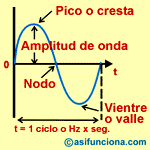 Pico o cresta
Amplitud de onda
0
t
Nodo
Vientre
o valle
t = 1 ciclo o Hz x seg.
© asifunciona.com